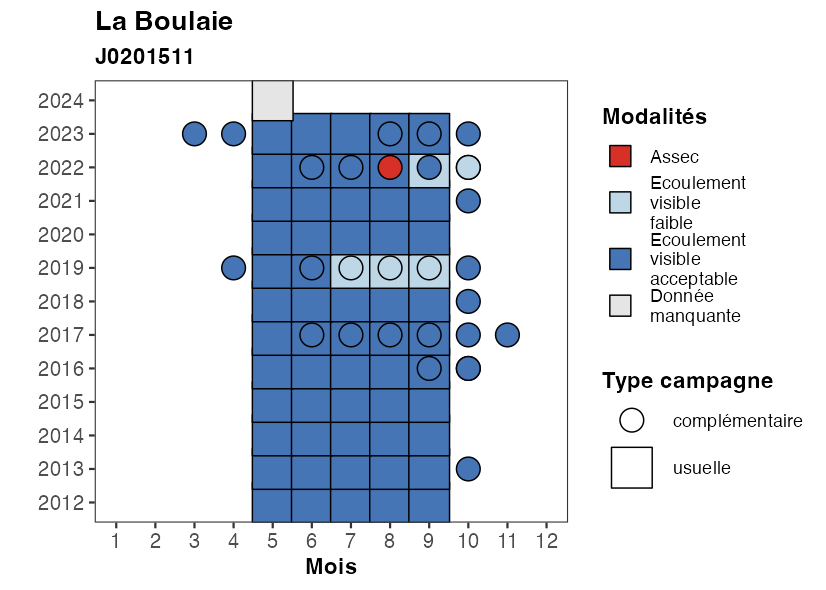 La Boulaie
J0201511
2024
2023
2022
2021
2020
2019
2018
2017
2016
2015
2014
2013
2012
1 2 3 4 5 6 7 8 9 10 11 12
Mois
Modalités
Assec
Ecoulement
visible
faible
Ecoulement
visible
acceptable
Donnée
manquante
Type campagne
complémentaire
usuelle